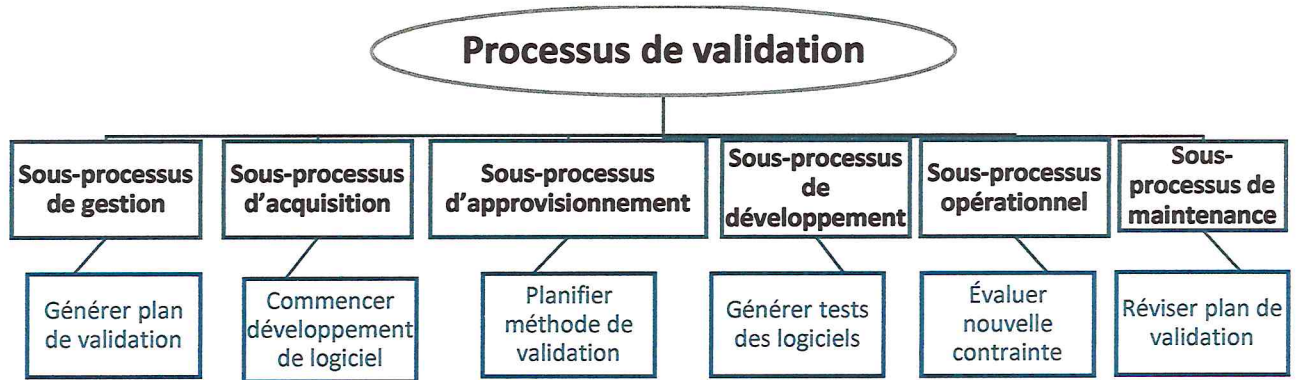 Processus de validation
Sous-processus
de gestion
Sous-processus
d'acquisition
Sous-processus
d'approvisionnement
Sous-processus
de
développement
Sous-processus
opérationnel
Sous-
processus de
maintenance
Générer plan
de validation
Commencer
développement
de logiciel
Planifier
méthode de
validation
Générer tests
des logiciels
Évaluer
nouvelle
contrainte
Réviser plan de
validation